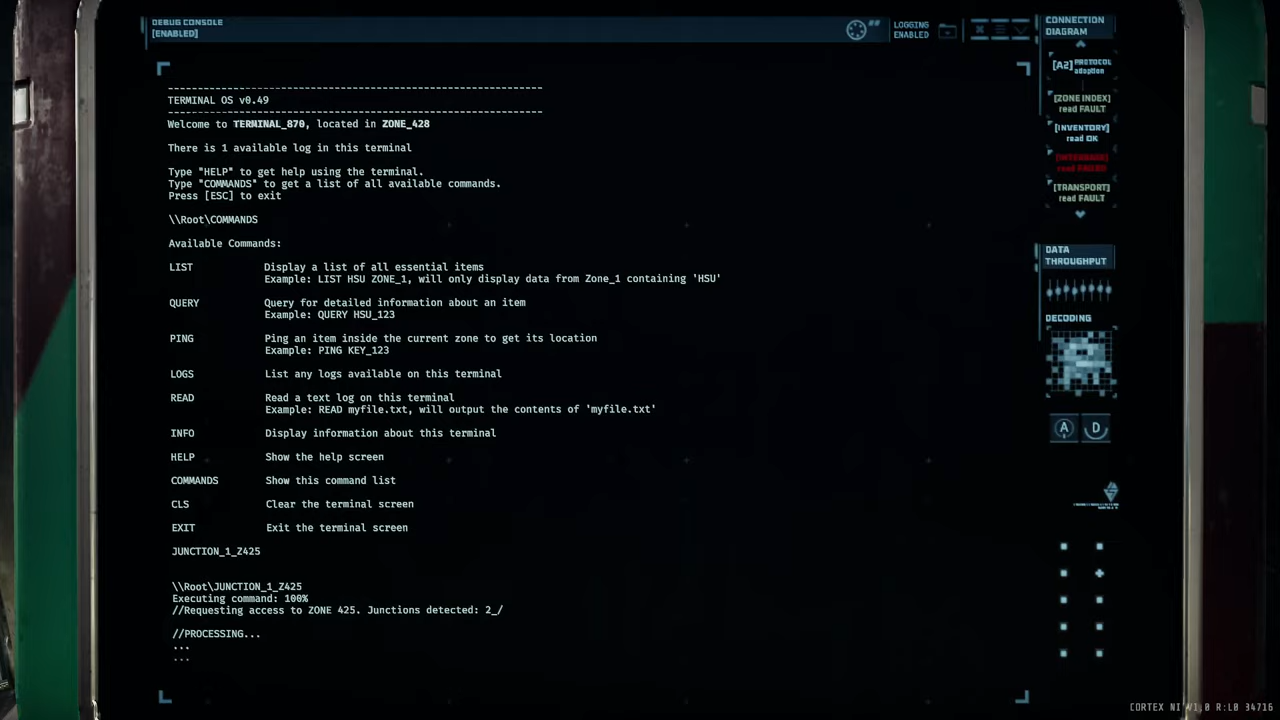 DEBUG CONSOLE
[ENABLED]
LOGGING
ENABLED
CONNECTION
DIAGRAM
[A2] PROTOCOL
adoption
[ZONE INDEX]
read FAULT
[INVENTORY]
read OK
read
[TRANSPORT]
read FAULT
DATA
THROUGHPUT
DECODING
A D
--------------------------------------------------------------
TERMINAL OS v0.49
--------------------------------------------------------------
Welcome to TERMINAL_870, located in ZONE_428
There is 1 available log in this terminal
Type "HELP" to get help using the terminal.
Type "COMMANDS" to get a list of all available commands.
Press [ESC] to exit
\\Root\COMMANDS
Available Commands:
LIST Display a list of all essential items
Example: LIST HSU ZONE_1, will only display data from Zone_1 containing 'HSU'
QUERY Query for detailed information about an item
Example: QUERY HSU_123
PING Ping an item inside the current zone to get its location
Example: PING KEY_123
LOGS List any logs available on this terminal
READ Read a text log on this terminal
Example: READ myfile.txt, will output the contents of 'myfile.txt'
INFO Display information about this terminal
HELP Show the help screen
COMMANDS Show this command list
CLS Clear the terminal screen
EXIT Exit the terminal screen
JUNCTION_1_Z425
\\Root\JUNCTION_1_Z425
Executing command: 100%
//Requesting access to ZONE 425. Junctions detected: 2_/
//PROCESSING...
...
...
CORTEX NI V1.0 R:L0 34716